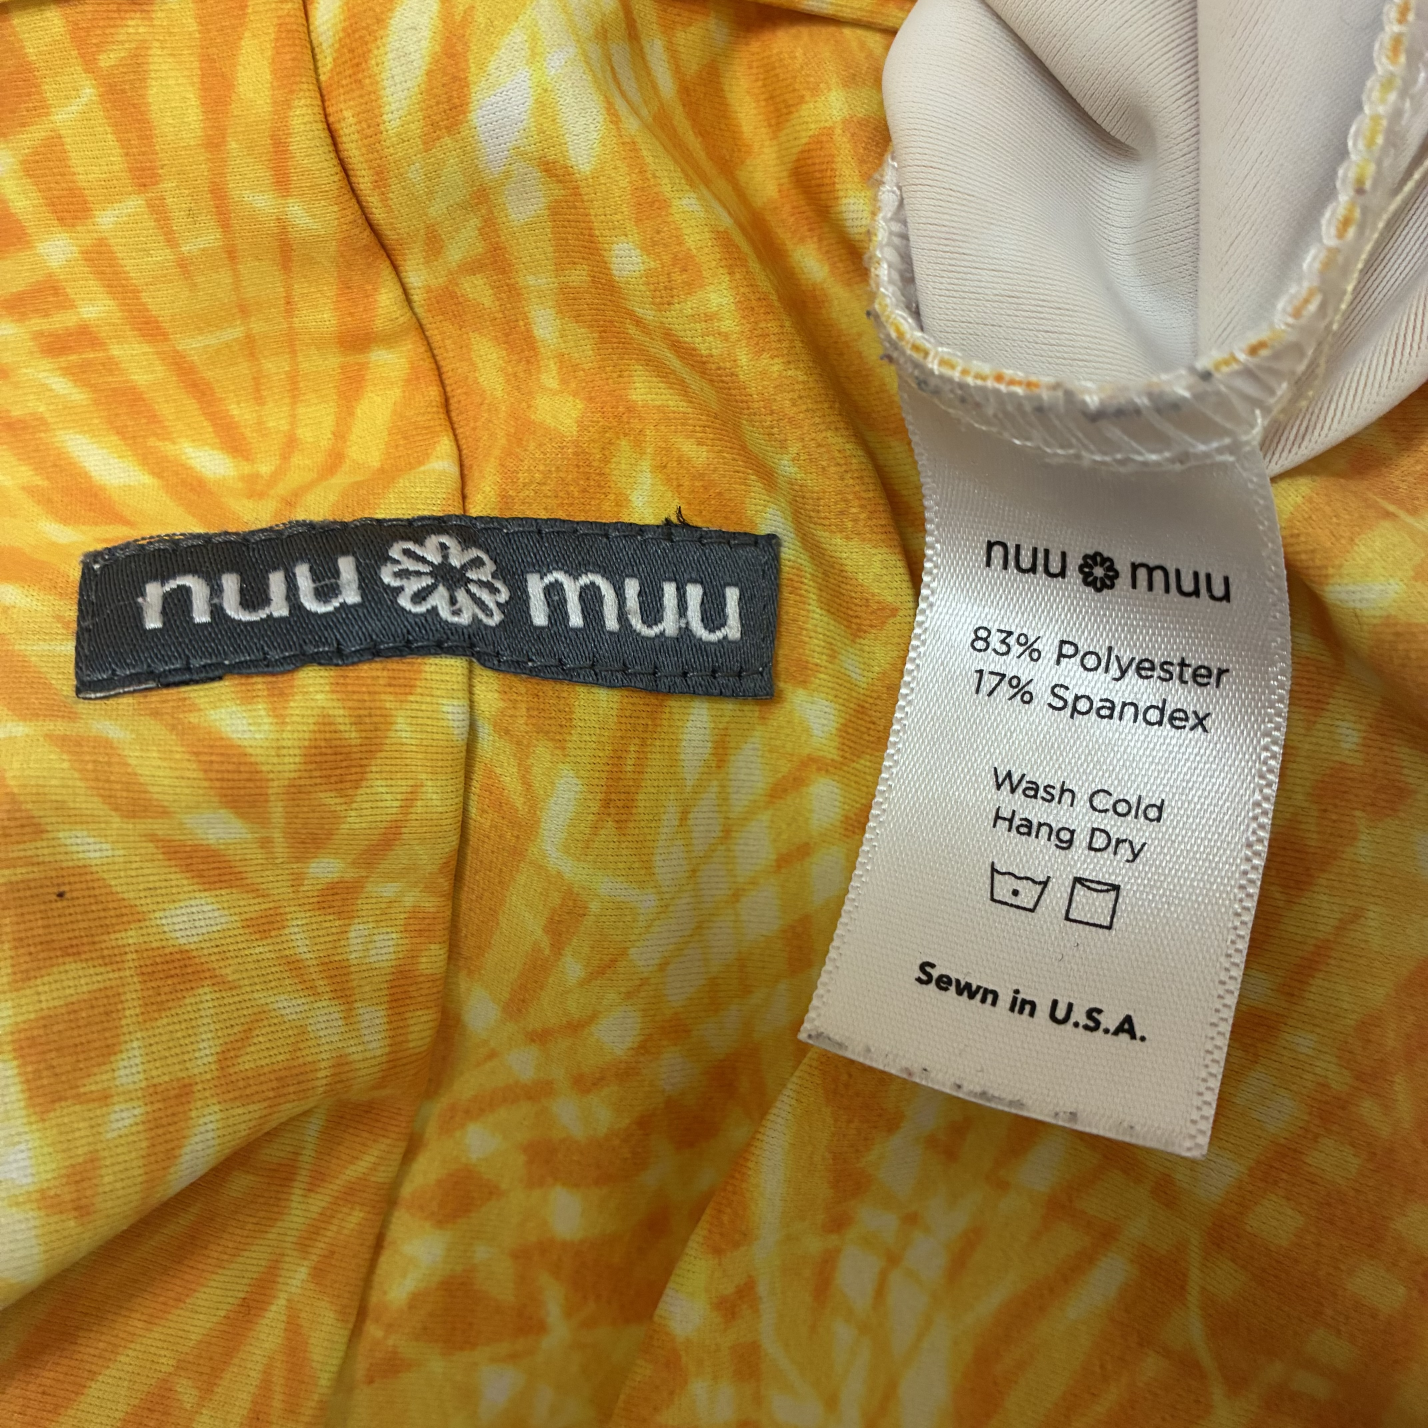 nuu muu
nuu muu
83% Polyester
17% Spandex
Wash Cold
Hang Dry
Sewn in U.S.A.